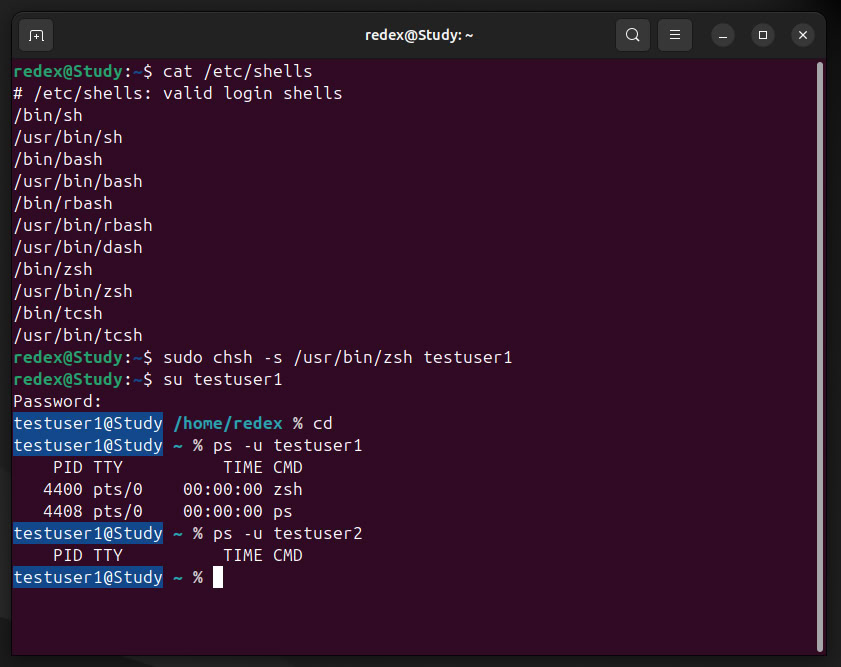 redex@Study: ~
redex@Study:~$ cat /etc/shells
# /etc/shells: valid login shells
/bin/sh
/usr/bin/sh
/bin/bash
/usr/bin/bash
/bin/rbash
/usr/bin/rbash
/usr/bin/dash
/bin/zsh
/usr/bin/zsh
/bin/tcsh
/usr/bin/tcsh
redex@Study:~$ sudo chsh -s /usr/bin/zsh testuser1
redex@Study:~$ su testuser1
Password:
testuser1@Study /home/redex % cd
testuser1@Study ~ % ps -u testuser1
    PID TTY          TIME CMD
   4400 pts/0    00:00:00 zsh
   4408 pts/0    00:00:00 ps
testuser1@Study ~ % ps -u testuser2
    PID TTY          TIME CMD
testuser1@Study ~ %